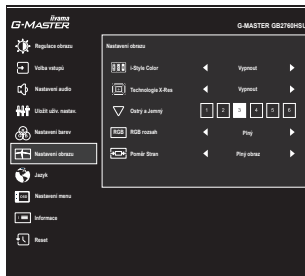 iiyama
G-MASTER
G-MASTER GB2760HSU
Regulace obrazu
Volba vstupů
Nastavení audio
Uložit uživ. nastav.
Nastavení barev
Nastavení obrazu
Jazyk
Nastavení menu
Informace
Reset
Nastavení obrazu
i-Style Color Vypnout
Technologie X-Res Vypnout
Ostrý a Jemný 1 2 3 4 5 6
RGB RGB rozsah Plný
Poměr Stran Plný obraz